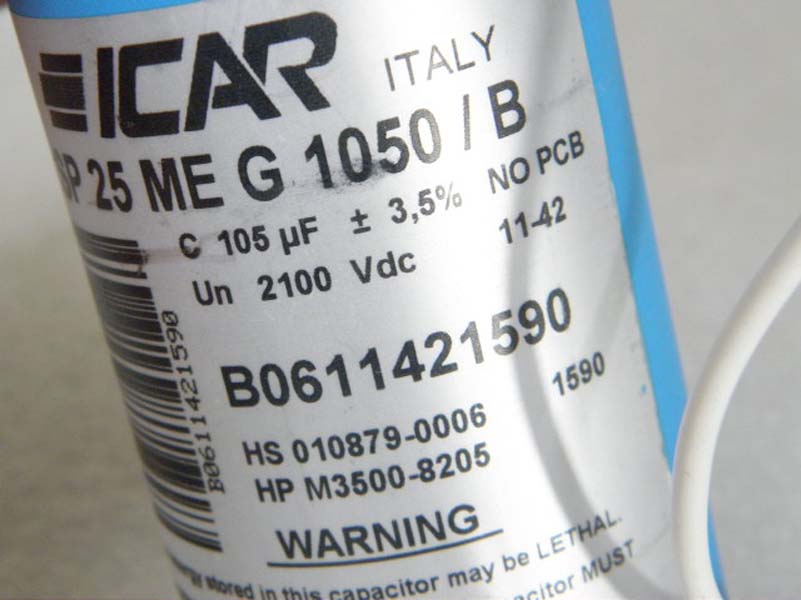 ICAR ITALY
SP 25 ME G 1050 / B
C 105 µF ± 3,5% NO PCB
Un 2100 Vdc 11-42
B0611421590
B0611421590
1590
HS 010879-0006
HP M3500-8205
WARNING
stored in this capacitor may be LETHAL.
MUST